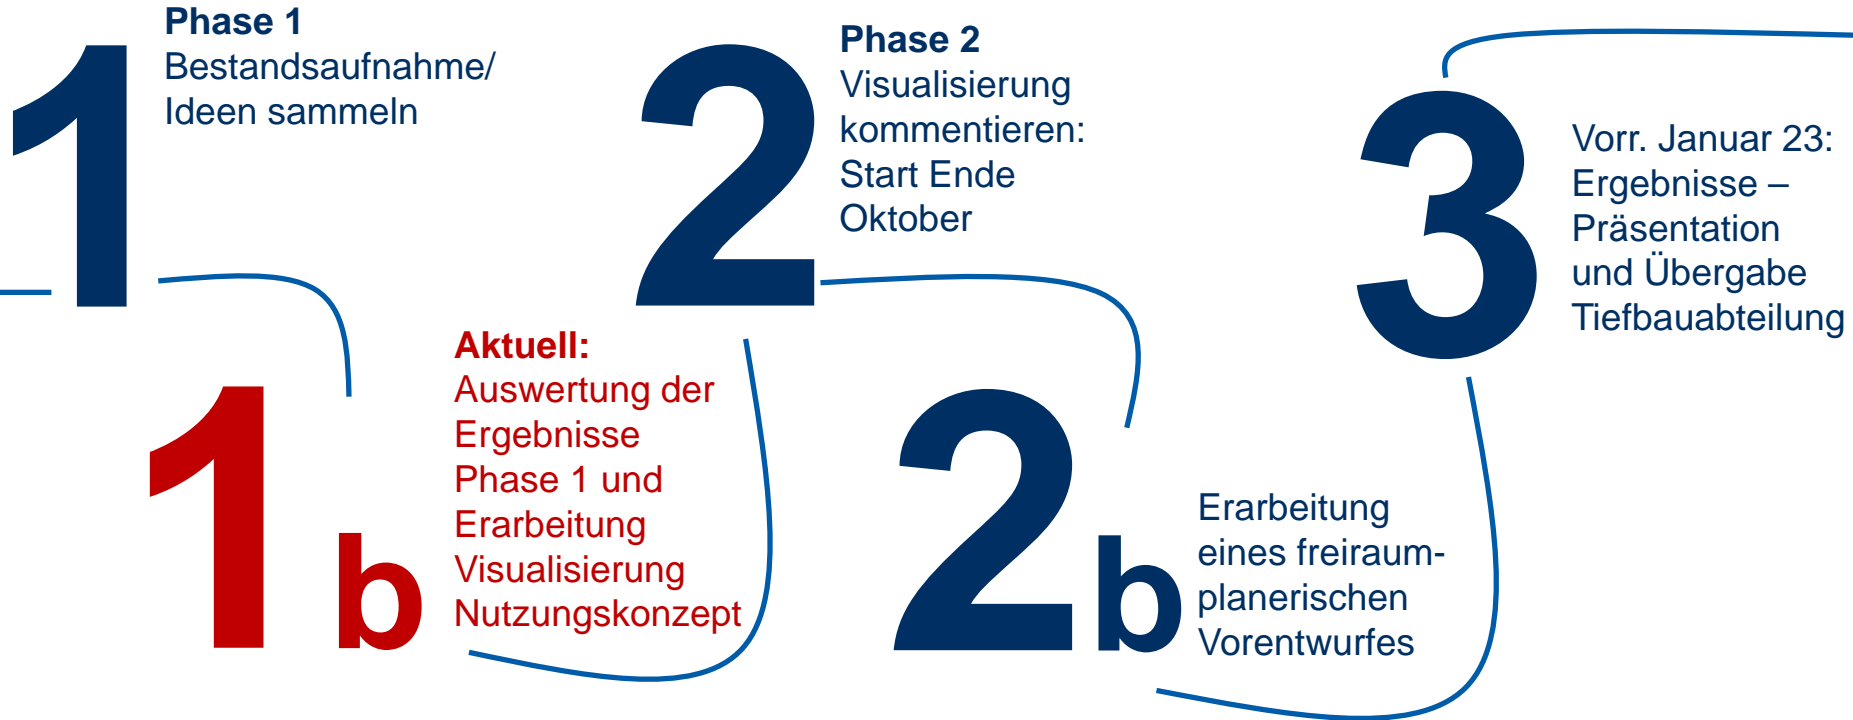 1
Phase 1
Bestandsaufnahme/
Ideen sammeln
1b
Aktuell:
Auswertung der
Ergebnisse
Phase 1 und
Erarbeitung
Visualisierung
Nutzungskonzept
2
Phase 2
Visualisierung
kommentieren:
Start Ende
Oktober
2b
Erarbeitung
eines freiraum-
planerischen
Vorentwurfes
3
Vorr. Januar 23:
Ergebnisse –
Präsentation
und Übergabe
Tiefbauabteilung